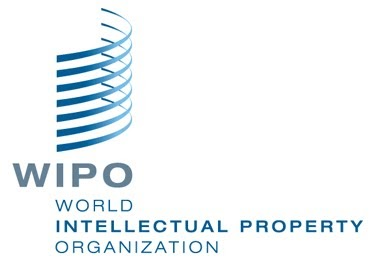 WIPO
WORLD
INTELLECTUAL PROPERTY
ORGANIZATION